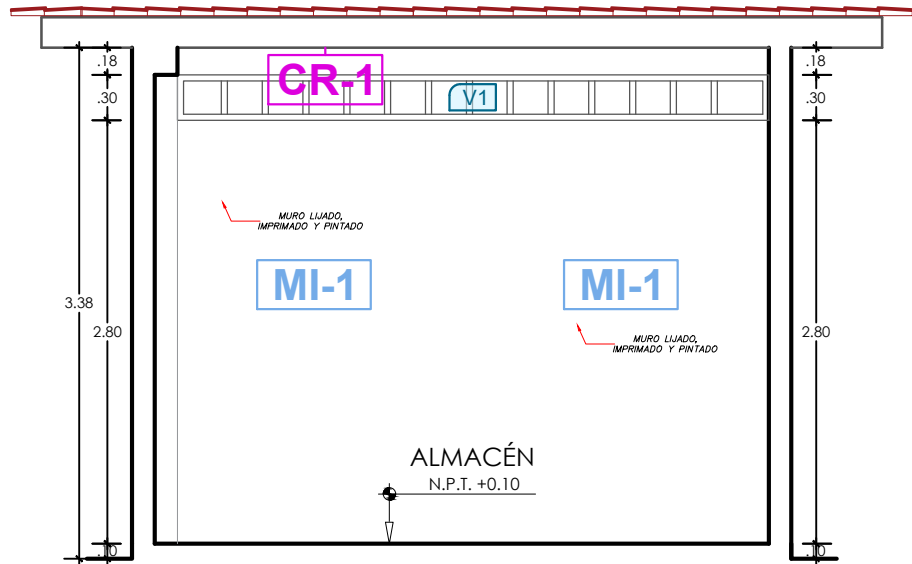 .18
.18
CR-1
.30
V1
.30
MURO LIJADO,
IMPRIMADO Y PINTADO
MI-1
MI-1
3.38
2.80
MURO LIJADO,
IMPRIMADO Y PINTADO
2.80
ALMACÉN
N.P.T. +0.10
.10
.10